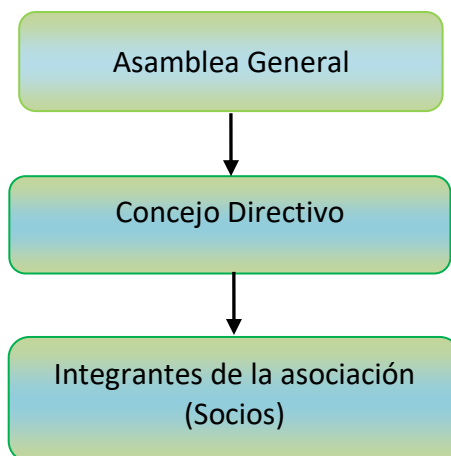 Asamblea General
Concejo Directivo
Integrantes de la asociación
(Socios)